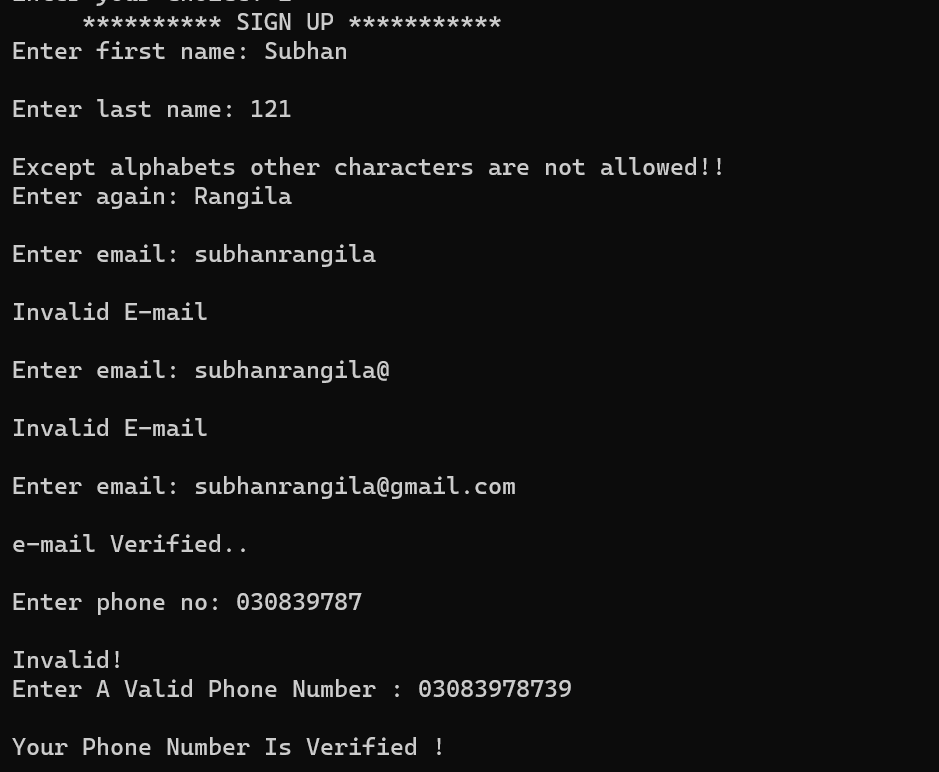 ********** SIGN UP ***********
Enter first name: Subhan
Enter last name: 121
Except alphabets other characters are not allowed!!
Enter again: Rangila
Enter email: subhanrangila
Invalid E-mail
Enter email: subhanrangila@
Invalid E-mail
Enter email: subhanrangila@gmail.com
e-mail Verified..
Enter phone no: 030839787
Invalid!
Enter A Valid Phone Number : 03083978739
Your Phone Number Is Verified !